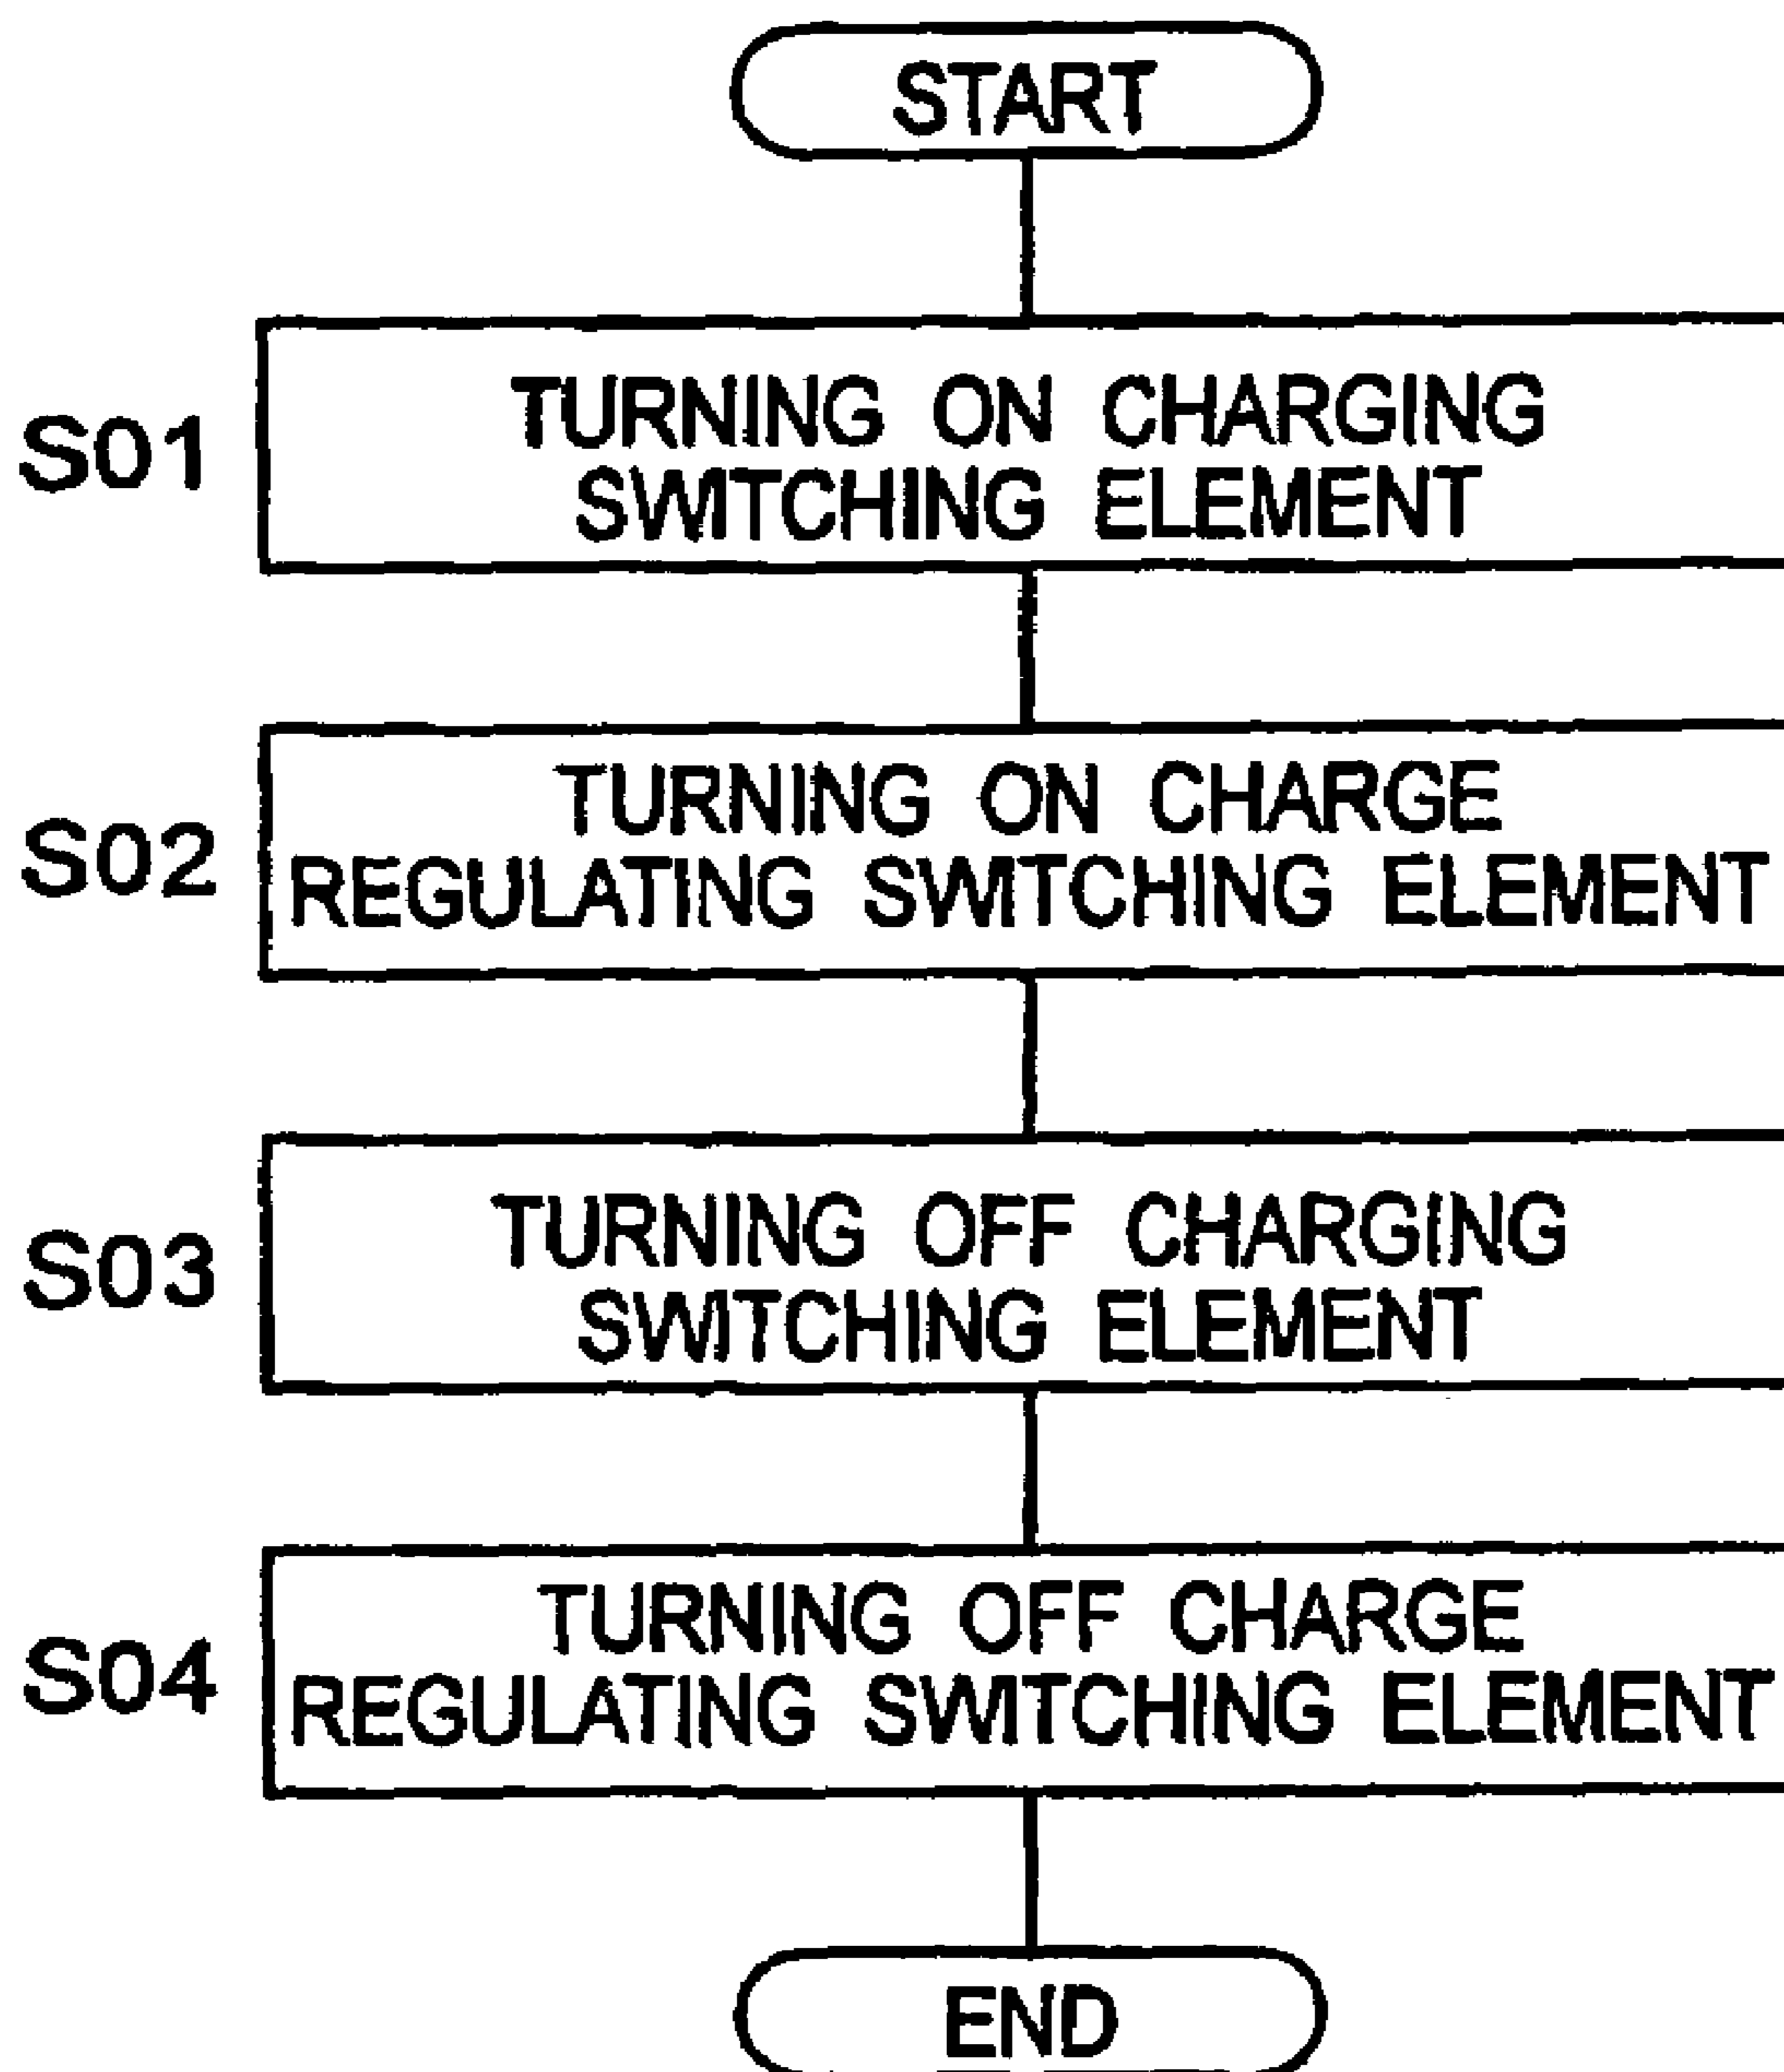 START
S01
TURNING ON CHARGING
SWITCHING ELEMENT
S02
TURNING ON CHARGE
REGULATING SWITCHING ELEMENT
S03
TURNING OFF CHARGING
SWITCHING ELEMENT
S04
TURNING OFF CHARGE
REGULATING SWITCHING ELEMENT
END